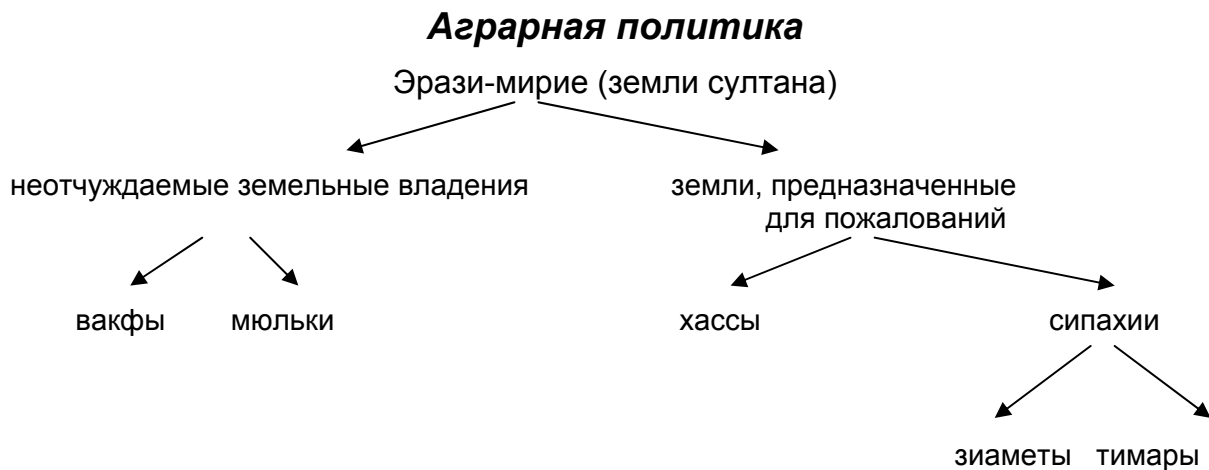 Аграрная политика
Эрази-мирие (земли султана)
неотчуждаемые земельные владения
земли, предназначенные
для пожалований
вакфы
мюльки
хассы
сипахии
зиаметы
тимары